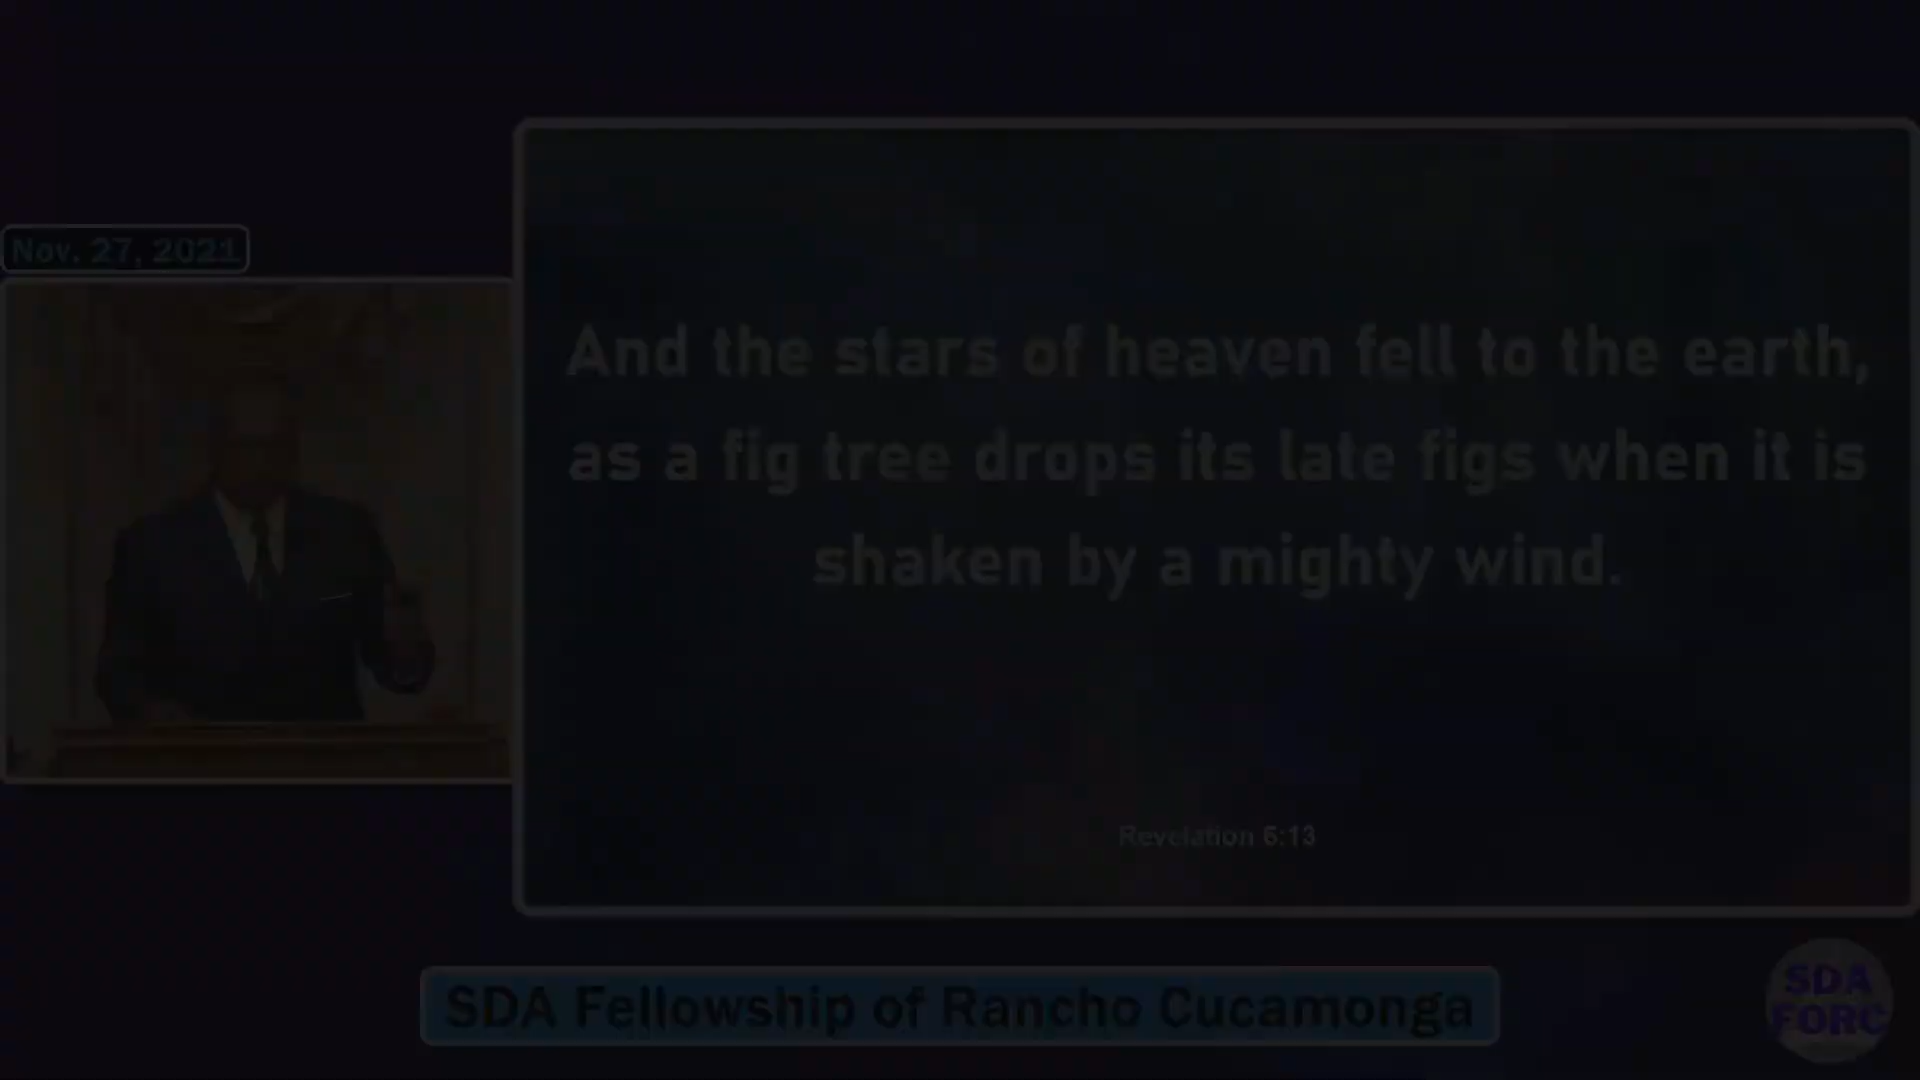 Nov. 27, 2021
And the stars of heaven fell to the earth,
as a fig tree drops its late figs when it is
shaken by a mighty wind.
Revelation 6:13
SDA Fellowship of Rancho Cucamonga
SDA
FORC